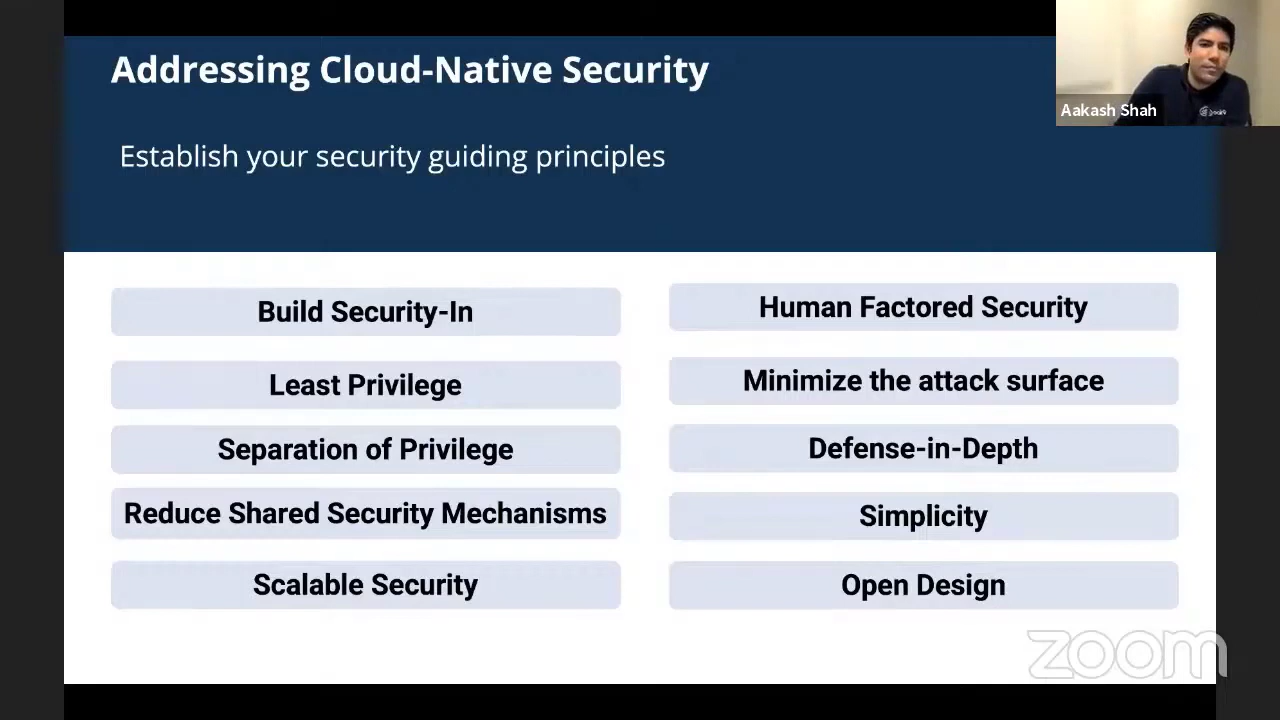 Addressing Cloud-Native Security
Establish your security guiding principles
Aakash Shah
Build Security-In
Least Privilege
Separation of Privilege
Reduce Shared Security Mechanisms
Scalable Security
Human Factored Security
Minimize the attack surface
Defense-in-Depth
Simplicity
Open Design
zoom